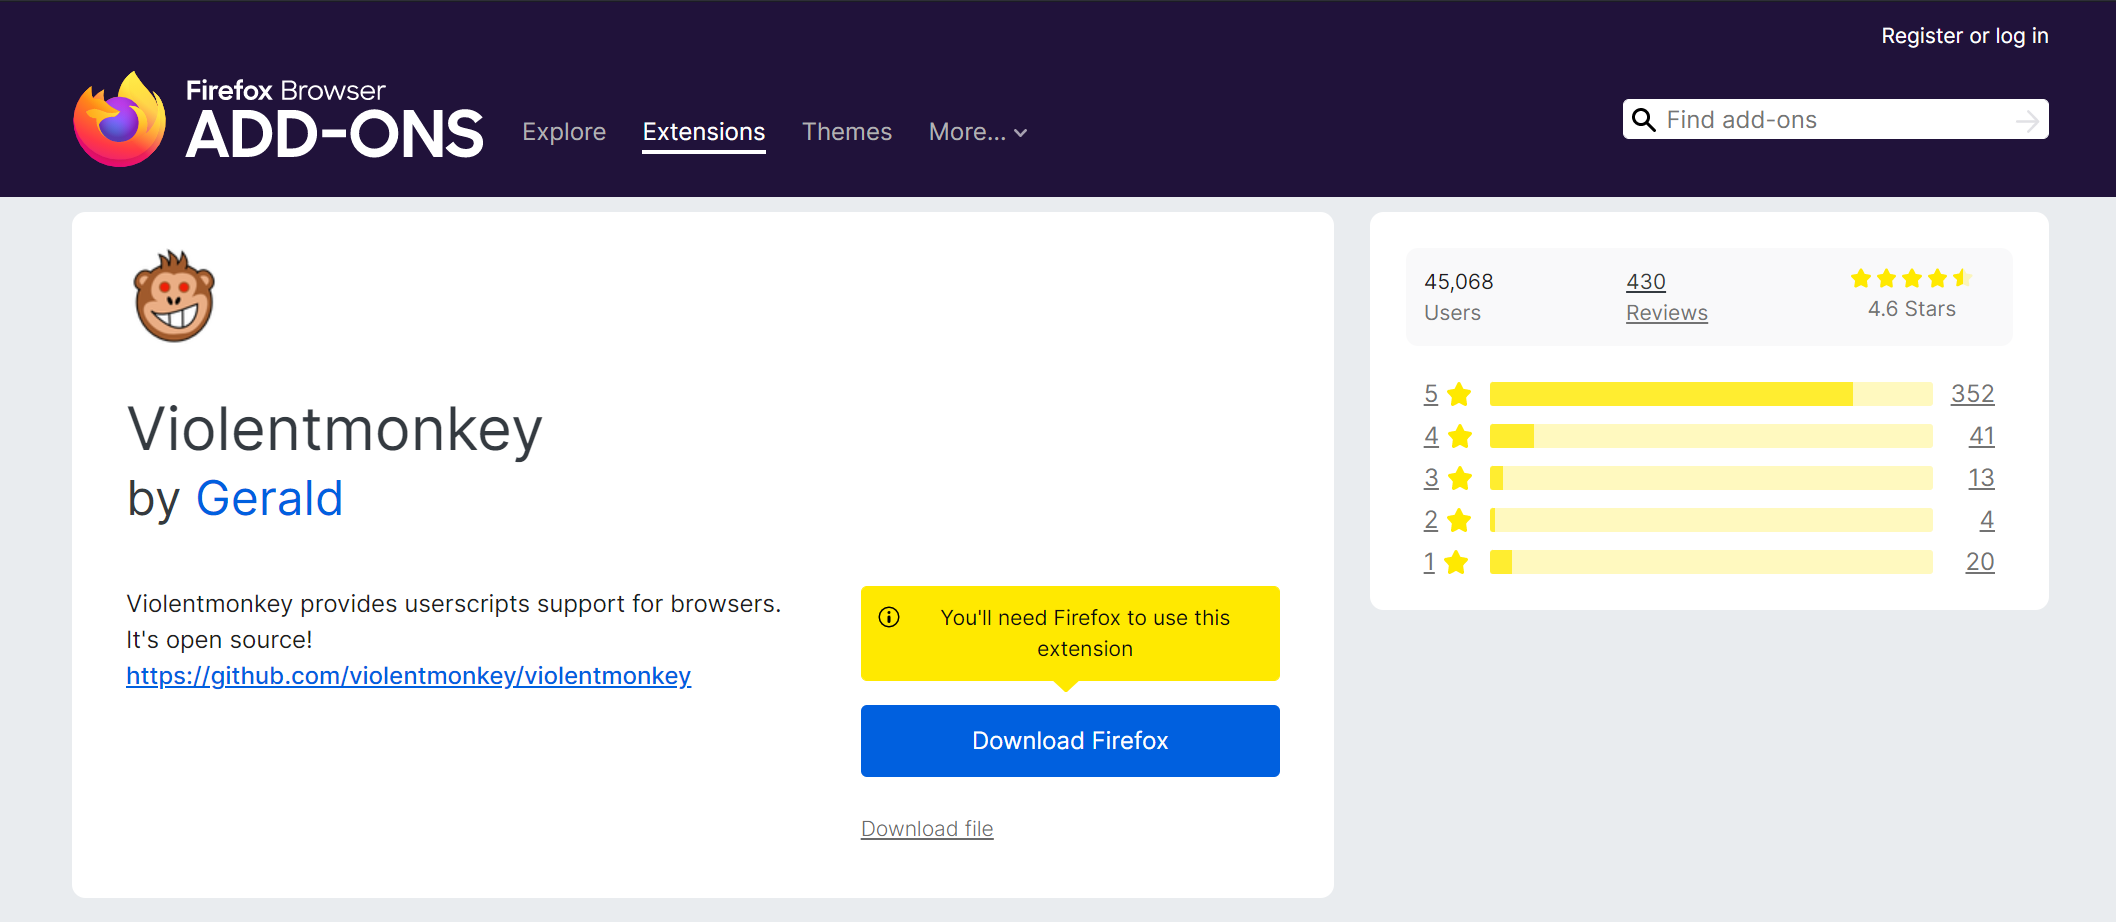 Register or log in
Firefox Browser
ADD-ONS
Explore Extensions Themes More...
Find add-ons
Violentmonkey
by Gerald
Violentmonkey provides userscripts support for browsers.
It's open source!
https://github.com/violentmonkey/violentmonkey
You'll need Firefox to use this
extension
Download Firefox
Download file
45,068 430
Users Reviews 4.6 Stars
5 352
4 41
3 13
2 4
1 20